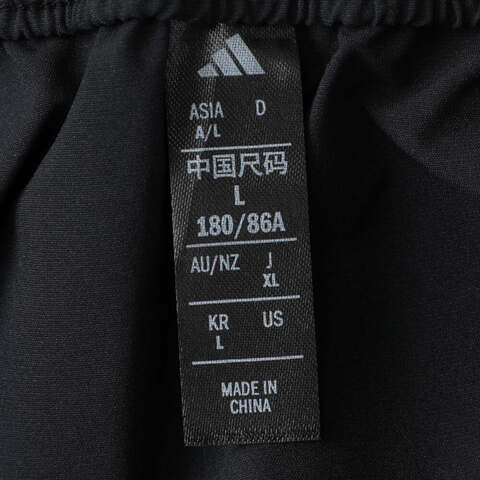 ASIA D
A/L
中国尺码
L
180/86A
AU/NZ J
XL
KR US
L
MADE IN
CHINA